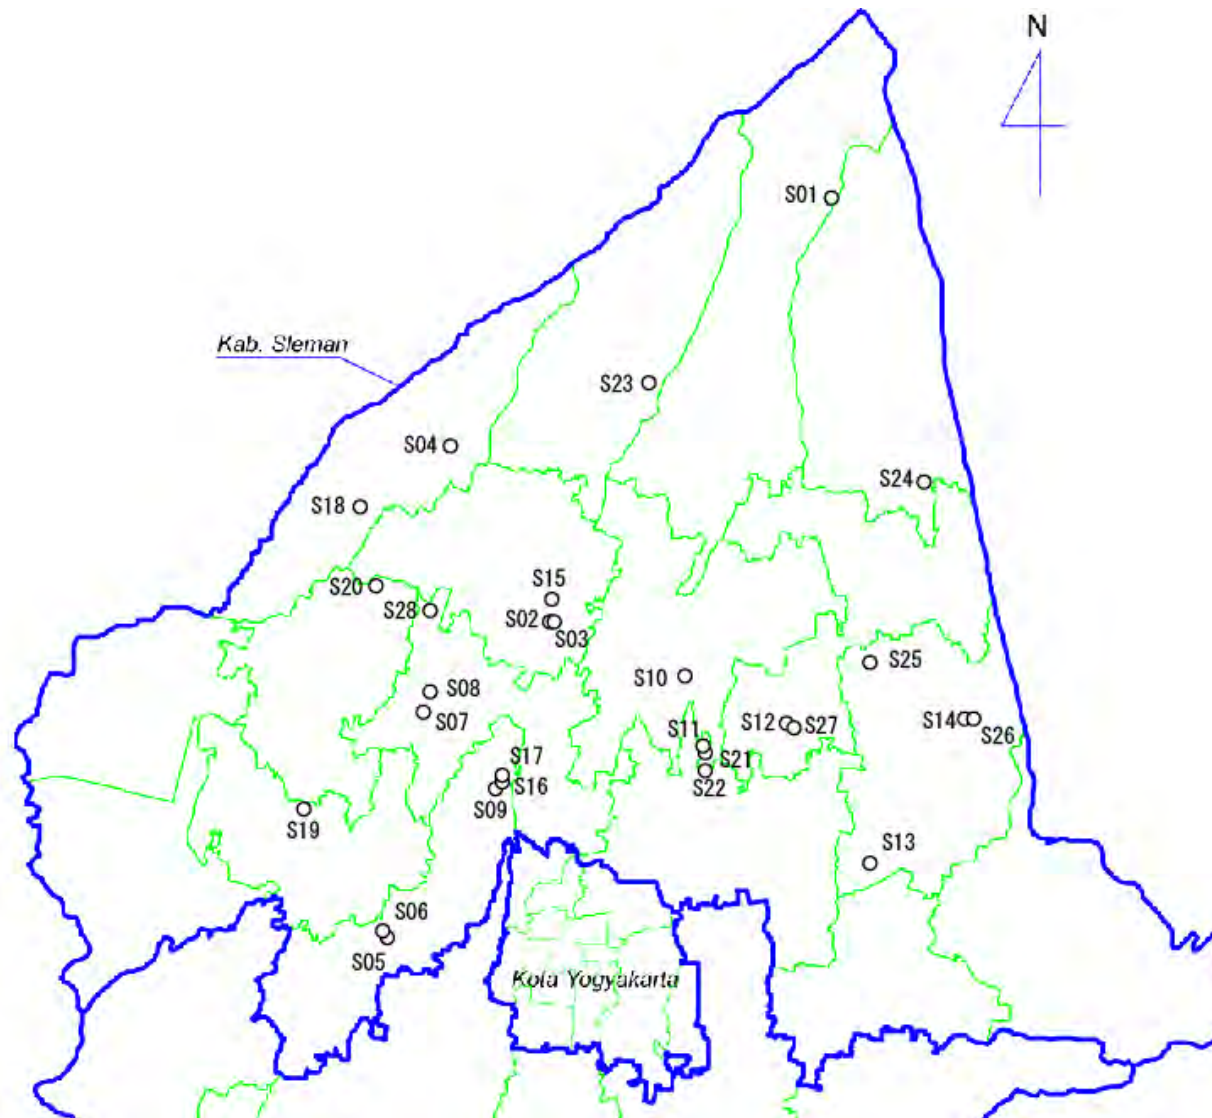 N
S01
Kab. Sleman
S23
S04
S24
S18
S15
S20
S28
S02
S03
S25
S10
S08
S07
S14
S26
S12
S27
S11
S21
S17
S22
S16
S09
S19
S13
S06
S05
Kota Yogyakarta